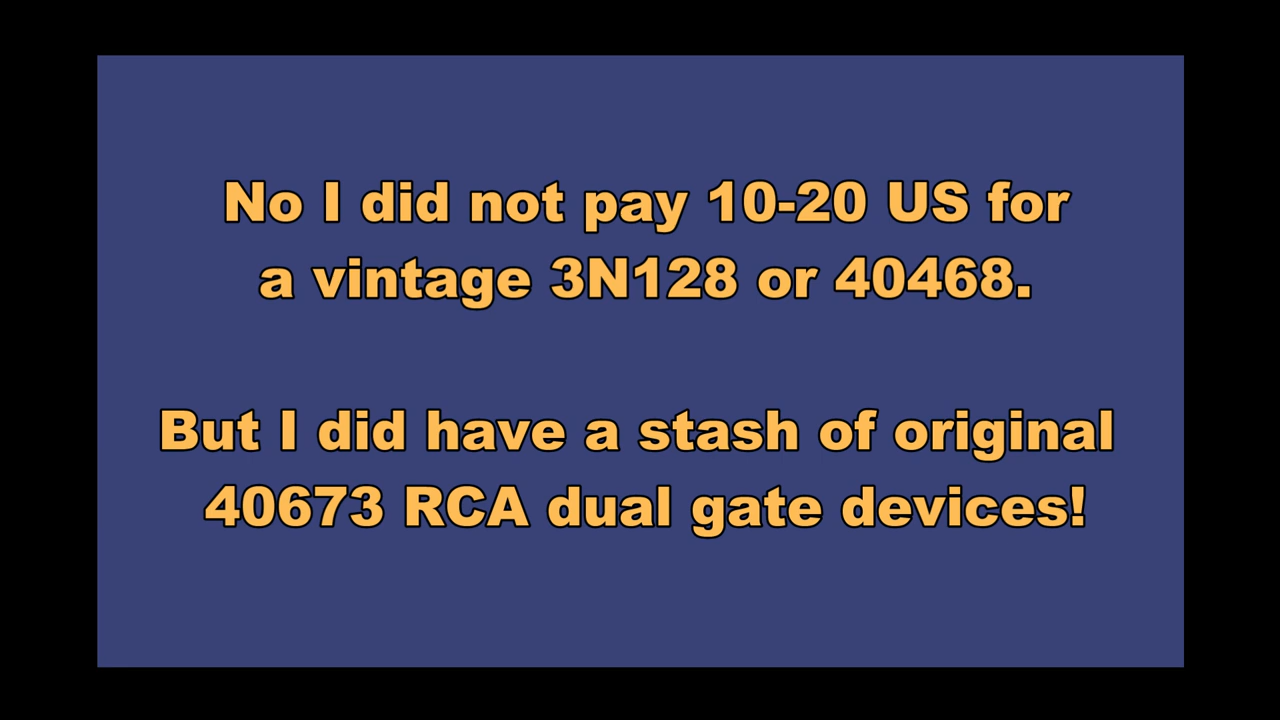 No I did not pay 10-20 US for
a vintage 3N128 or 40468.
But I did have a stash of original
40673 RCA dual gate devices!